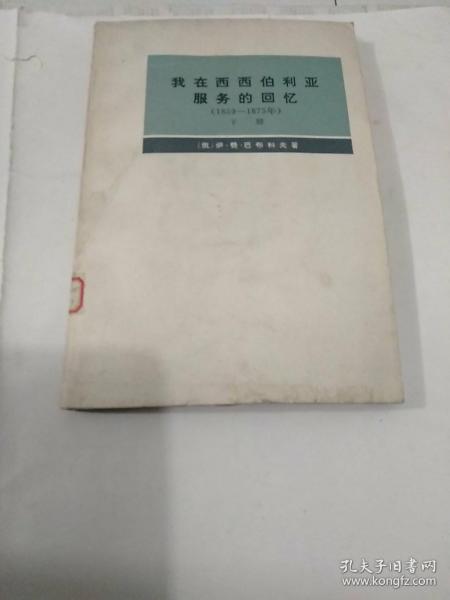 我在西西伯利亚
服务的回忆
(1859—1875年)
下册
〔俄〕伊·费·巴布科夫著
孔夫子旧书网
www.kongfz.com